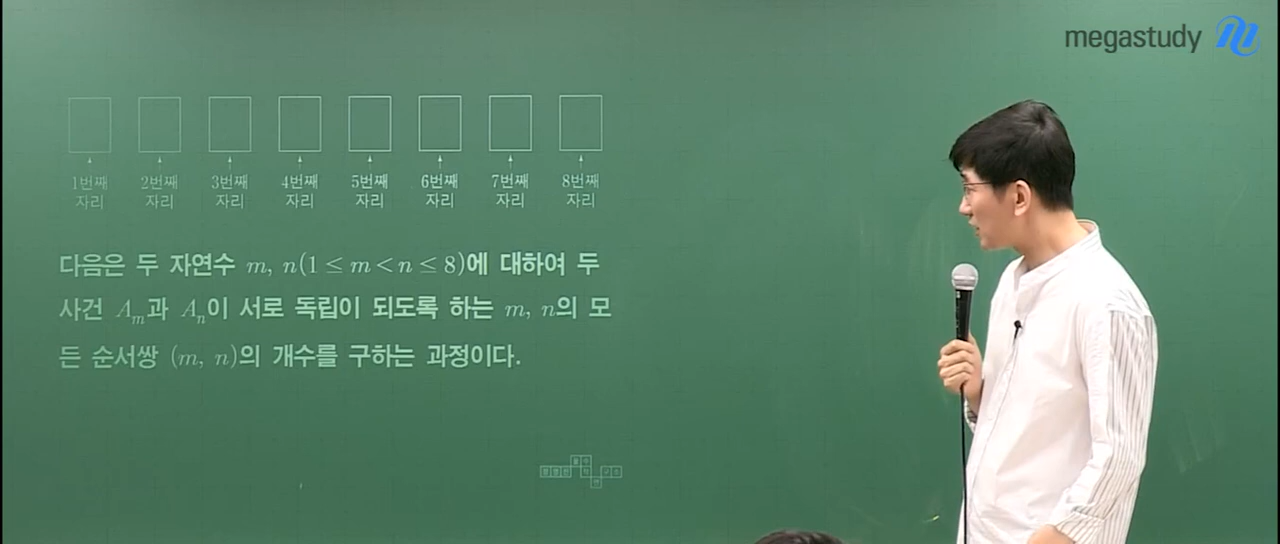 megastudy
1번째 2번째 3번째 4번째 5번째 6번째 7번째 8번째
자리 자리 자리 자리 자리 자리 자리 자리
다음은 두 자연수 m, n(1 ≤ m < n ≤ 8)에 대하여 두
사건 Aₘ과 Aₙ이 서로 독립이 되도록 하는 m, n의 모
든 순서쌍 (m, n)의 개수를 구하는 과정이다.